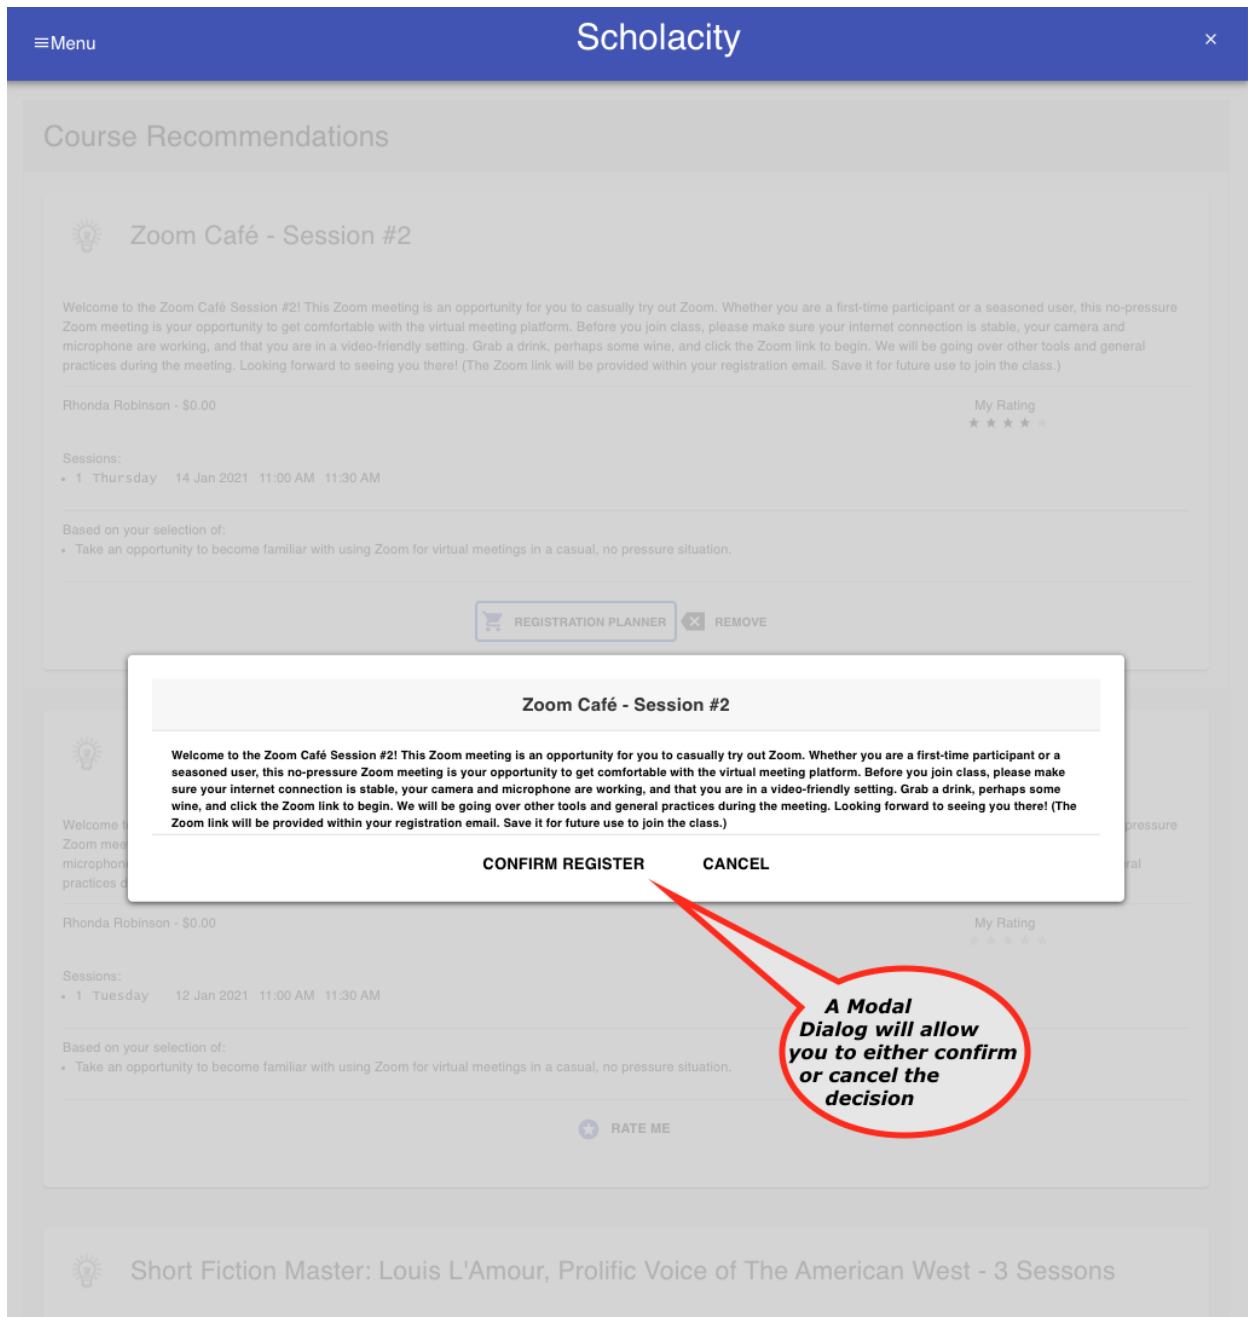 ≡Menu
Scholacity
×
Course Recommendations
Zoom Café - Session #2
Welcome to the Zoom Café Session #2! This Zoom meeting is an opportunity for you to casually try out Zoom. Whether you are a first-time participant or a seasoned user, this no-pressure
Zoom meeting is your opportunity to get comfortable with the virtual meeting platform. Before you join class, please make sure your internet connection is stable, your camera and
microphone are working, and that you are in a video-friendly setting. Grab a drink, perhaps some wine, and click the Zoom link to begin. We will be going over other tools and general
practices during the meeting. Looking forward to seeing you there! (The Zoom link will be provided within your registration email. Save it for future use to join the class.)
Rhonda Robinson - $0.00
My Rating
Sessions:
• 1 Thursday 14 Jan 2021 11:00 AM 11:30 AM
Based on your selection of:
• Take an opportunity to become familiar with using Zoom for virtual meetings in a casual, no pressure situation.
REGISTRATION PLANNER
REMOVE
Zoom Café - Session #2
Welcome to the Zoom Café Session #2! This Zoom meeting is an opportunity for you to casually try out Zoom. Whether you are a first-time participant or a
seasoned user, this no-pressure Zoom meeting is your opportunity to get comfortable with the virtual meeting platform. Before you join class, please make
sure your internet connection is stable, your camera and microphone are working, and that you are in a video-friendly setting. Grab a drink, perhaps some
wine, and click the Zoom link to begin. We will be going over other tools and general practices during the meeting. Looking forward to seeing you there! (The
Zoom link will be provided within your registration email. Save it for future use to join the class.)
CONFIRM REGISTER
CANCEL
Welcome
pressure
Zoom
practices
Rhonda Robinson - $0.00
My Rating
Sessions:
• 1 Tuesday 12 Jan 2021 11:00 AM 11:30 AM
A Modal
Dialog will allow
you to either confirm
or cancel the
decision
Based on your selection of:
• Take an opportunity to become familiar with using Zoom for virtual meetings in a casual, no pressure situation.
RATE ME
Short Fiction Master: Louis L'Amour, Prolific Voice of The American West - 3 Sessons